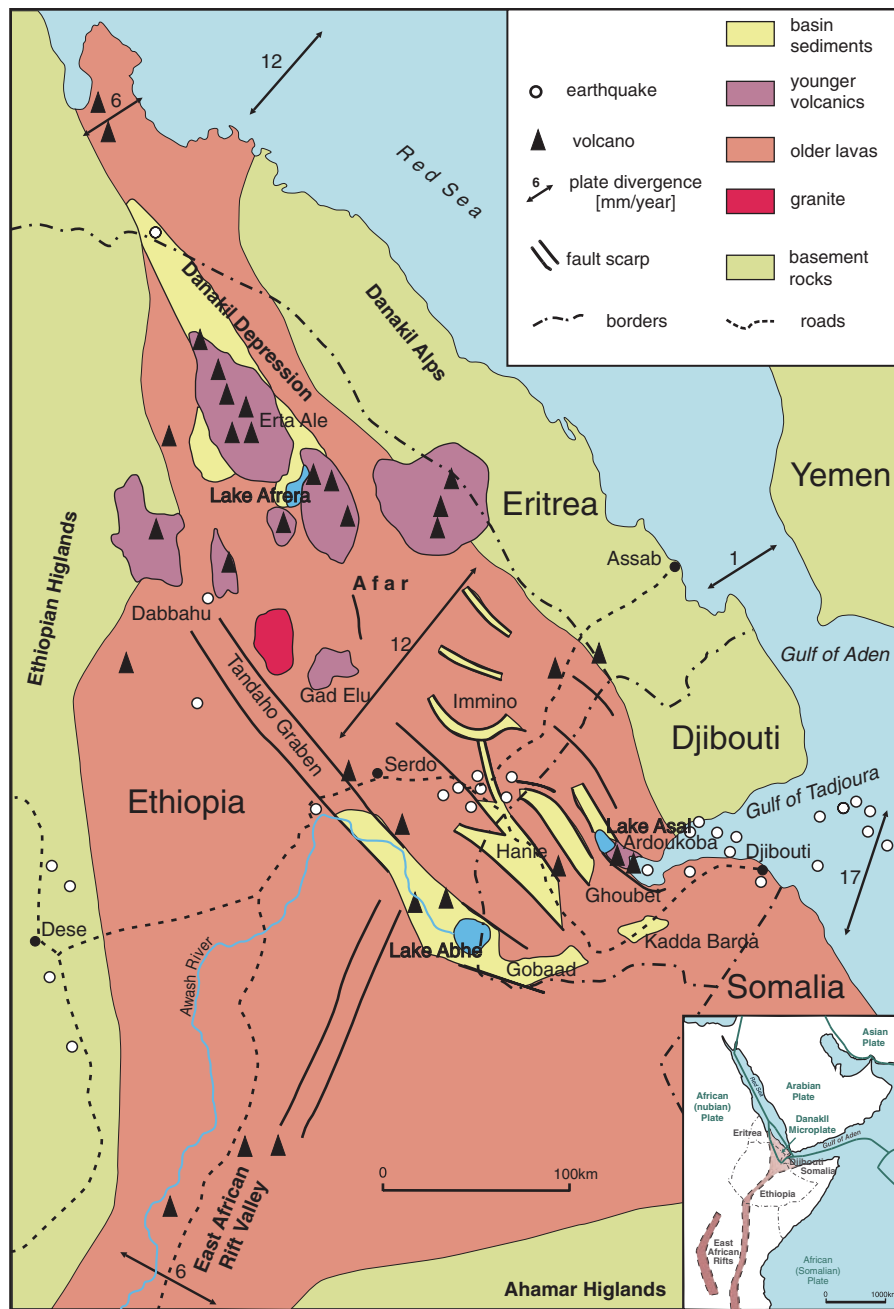 basin
sediments
earthquake
younger
volcanics
volcano
older lavas
6
plate divergence
[mm/year]
granite
fault scarp
basement
rocks
borders
roads
12
6
Red Sea
Danakil Depression
Danakil Alps
Erta Ale
Lake Afrera
Yemen
Eritrea
Assab
1
Afar
Dabbahu
Ethiopian Higlands
12
Gulf of Aden
Gad Elu
Tandaho Graben
Immino
Djibouti
Serdo
Ethiopia
Gulf of Tadjoura
Lake Asal
Ardoukoba
Hanle
Djibouti
Ghoubet
17
Dese
Kadda Barda
Lake Abhe
Gobaad
Awash River
Somalia
0
100km
East African
Rift Valley
6
Ahamar Higlands
Asian
Plate
Red Sea
Arabian
Plate
African
(nubian)
Plate
Danakil
Microplate
Eritrea
Gulf of Aden
Djibouti
Somalia
Ethiopia
East
African
Rifts
African
(Somalian)
Plate
0
1000km